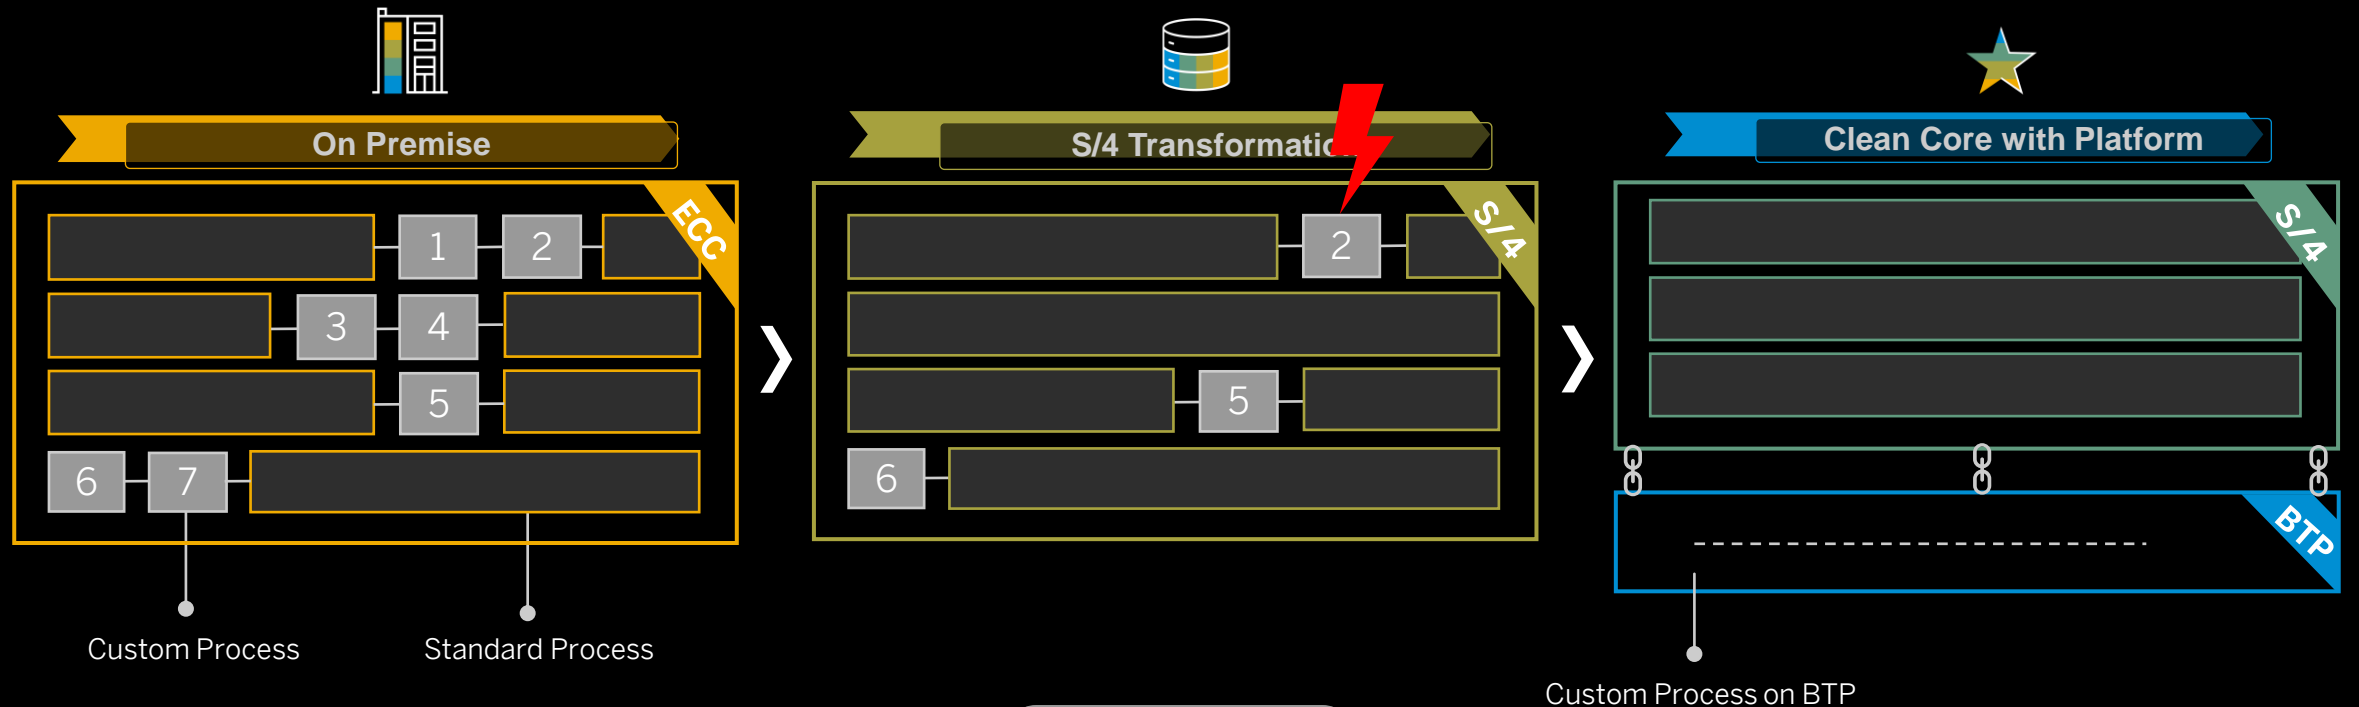 On Premise
S/4 Transformatio
Clean Core with Platform
ECC
1
2
3
4
5
6
7
Custom Process
Standard Process
S/4
2
5
6
S/4
BTP
Custom Process on BTP